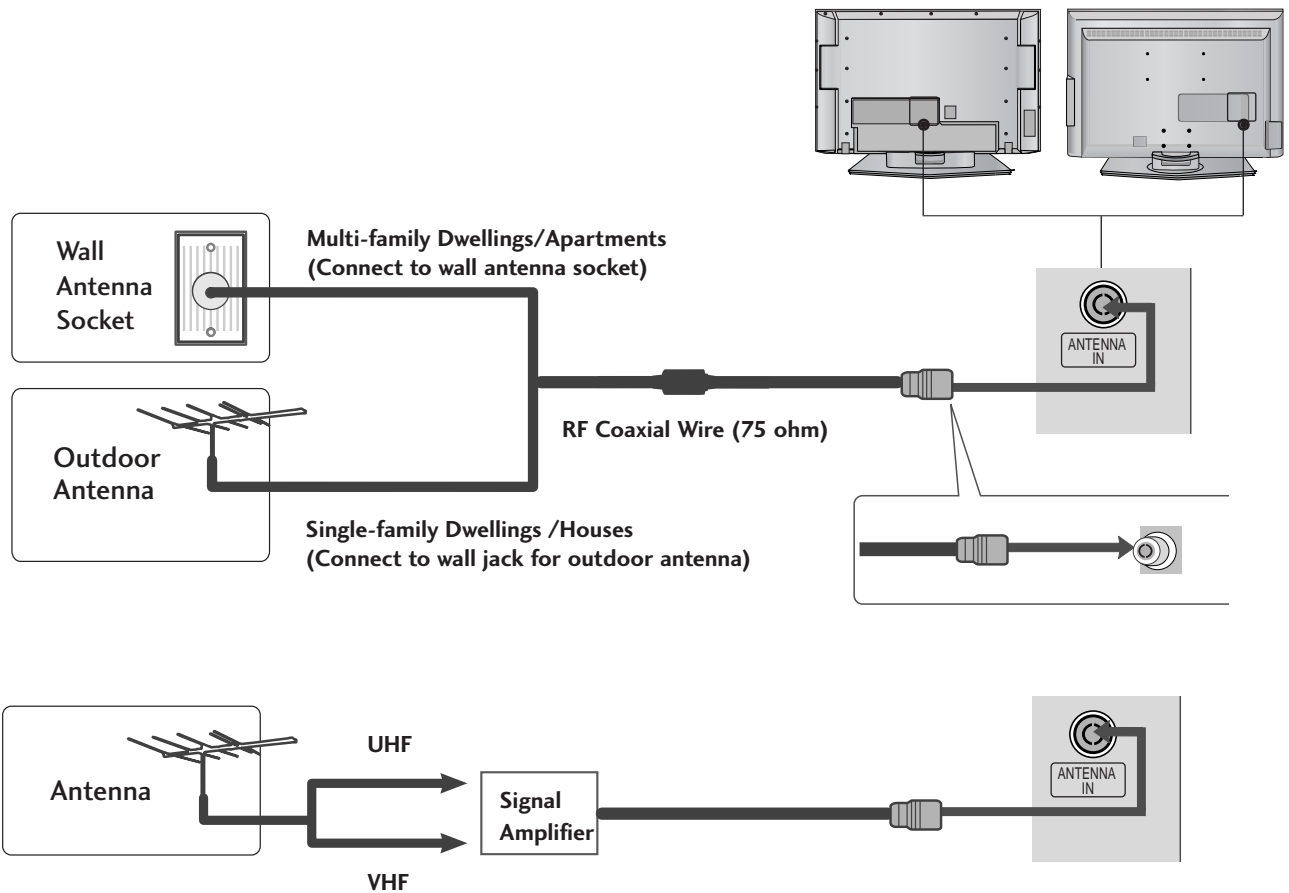 Wall
Antenna
Socket
Multi-family Dwellings/Apartments
(Connect to wall antenna socket)
ANTENNA
IN
RF Coaxial Wire (75 ohm)
Outdoor
Antenna
Single-family Dwellings /Houses
(Connect to wall jack for outdoor antenna)
Antenna
UHF
VHF
Signal
Amplifier
ANTENNA
IN